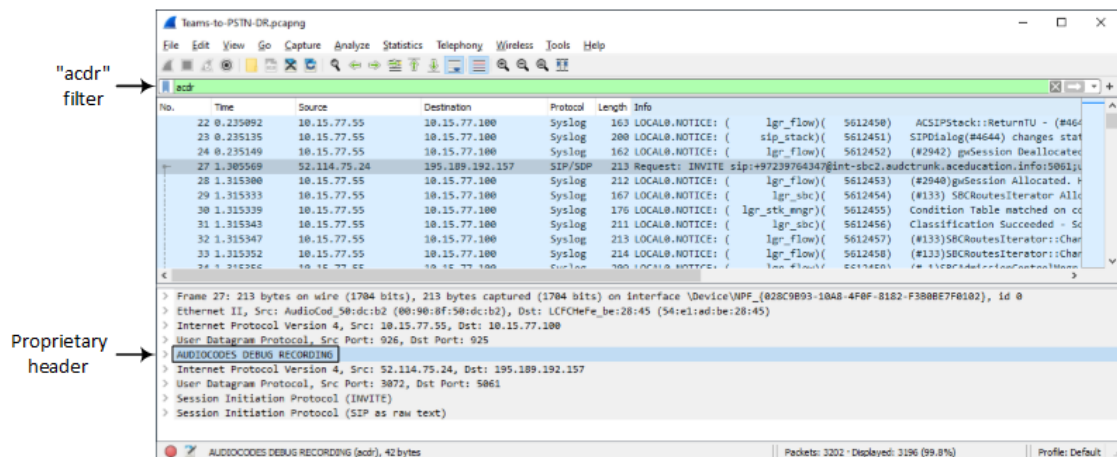 Teams-to-PSTN-DR.pcapng
File Edit View Go Capture Analyze Statistics Telephony Wireless Tools Help
"acdr" filter
acdr
No. Time Source Destination Protocol Length Info
22 0.235092 10.15.77.55 10.15.77.100 Syslog 163 LOCAL0.NOTICE: ( lgr_flow)( 5612450) ACSIPStack::ReturnTU - (#464
23 0.235135 10.15.77.55 10.15.77.100 Syslog 200 LOCAL0.NOTICE: ( sip_stack)( 5612451) SIPDialog(#4644) changes stat
24 0.235149 10.15.77.55 10.15.77.100 Syslog 162 LOCAL0.NOTICE: ( lgr_flow)( 5612452) (#2942) gwSession Deallocated
27 1.305569 52.114.75.24 195.189.192.157 SIP/SDP 213 Request: INVITE sip:+97239764347@int-sbc2.audctrunk.aceducation.info:5061;u
28 1.315300 10.15.77.55 10.15.77.100 Syslog 212 LOCAL0.NOTICE: ( lgr_flow)( 5612453) (#2940)gwSession Allocated. H
29 1.315333 10.15.77.55 10.15.77.100 Syslog 167 LOCAL0.NOTICE: ( lgr_sbc)( 5612454) (#133) SBCRoutesIterator Allo
30 1.315339 10.15.77.55 10.15.77.100 Syslog 176 LOCAL0.NOTICE: ( lgr_stk_mngr)( 5612455) Condition Table matched on co
31 1.315343 10.15.77.55 10.15.77.100 Syslog 211 LOCAL0.NOTICE: ( lgr_sbc)( 5612456) Classification Succeeded - So
32 1.315347 10.15.77.55 10.15.77.100 Syslog 213 LOCAL0.NOTICE: ( lgr_flow)( 5612457) (#133)SBCRoutesIterator::Char
33 1.315352 10.15.77.55 10.15.77.100 Syslog 214 LOCAL0.NOTICE: ( lgr_flow)( 5612458) (#133)SBCRoutesIterator::Char
Frame 27: 213 bytes on wire (1704 bits), 213 bytes captured (1704 bits) on interface \Device\NPF_{028C9B93-10A8-4F0F-8182-F3B0BE7F0102}, id 0
Ethernet II, Src: AudioCod_50:dc:b2 (00:90:8f:50:dc:b2), Dst: LCFCHeFe_be:28:45 (54:e1:ad:be:28:45)
Internet Protocol Version 4, Src: 10.15.77.55, Dst: 10.15.77.100
User Datagram Protocol, Src Port: 926, Dst Port: 925
Proprietary header
AUDIOCODES DEBUG RECORDING
Internet Protocol Version 4, Src: 52.114.75.24, Dst: 195.189.192.157
User Datagram Protocol, Src Port: 3072, Dst Port: 5061
Session Initiation Protocol (INVITE)
Session Initiation Protocol (SIP as raw text)
AUDIOCODES DEBUG RECORDING (acdr), 42 bytes Packets: 3202 · Displayed: 3196 (99.8%) Profile: Default